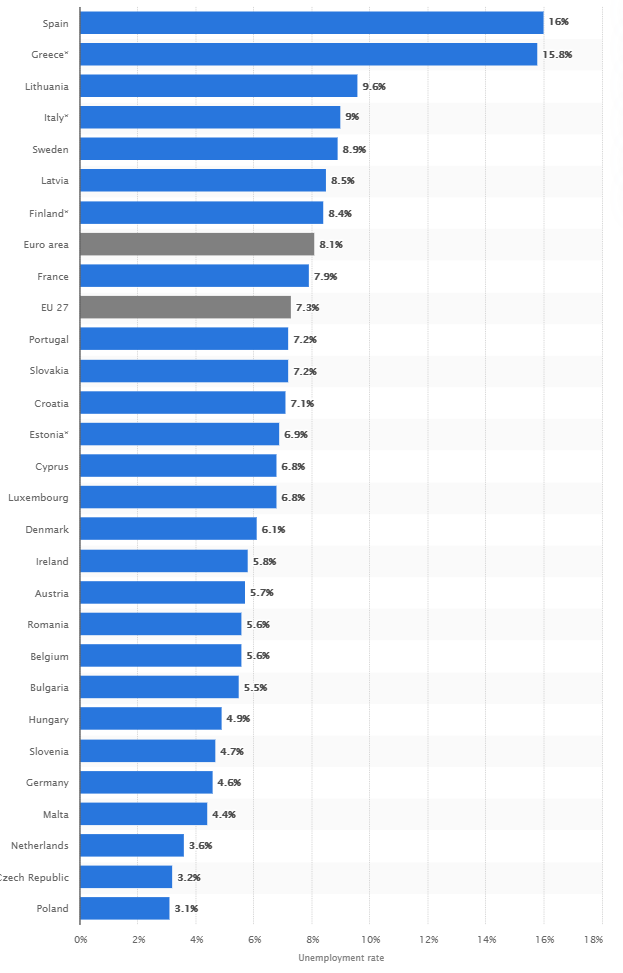 Spain 16%
Greece* 15.8%
Lithuania 9.6%
Italy* 9%
Sweden 8.9%
Latvia 8.5%
Finland* 8.4%
Euro area 8.1%
France 7.9%
EU 27 7.3%
Portugal 7.2%
Slovakia 7.2%
Croatia 7.1%
Estonia* 6.9%
Cyprus 6.8%
Luxembourg 6.8%
Denmark 6.1%
Ireland 5.8%
Austria 5.7%
Romania 5.6%
Belgium 5.6%
Bulgaria 5.5%
Hungary 4.9%
Slovenia 4.7%
Germany 4.6%
Malta 4.4%
Netherlands 3.6%
Czech Republic 3.2%
Poland 3.1%
0% 2% 4% 6% 8% 10% 12% 14% 16% 18%
Unemployment rate